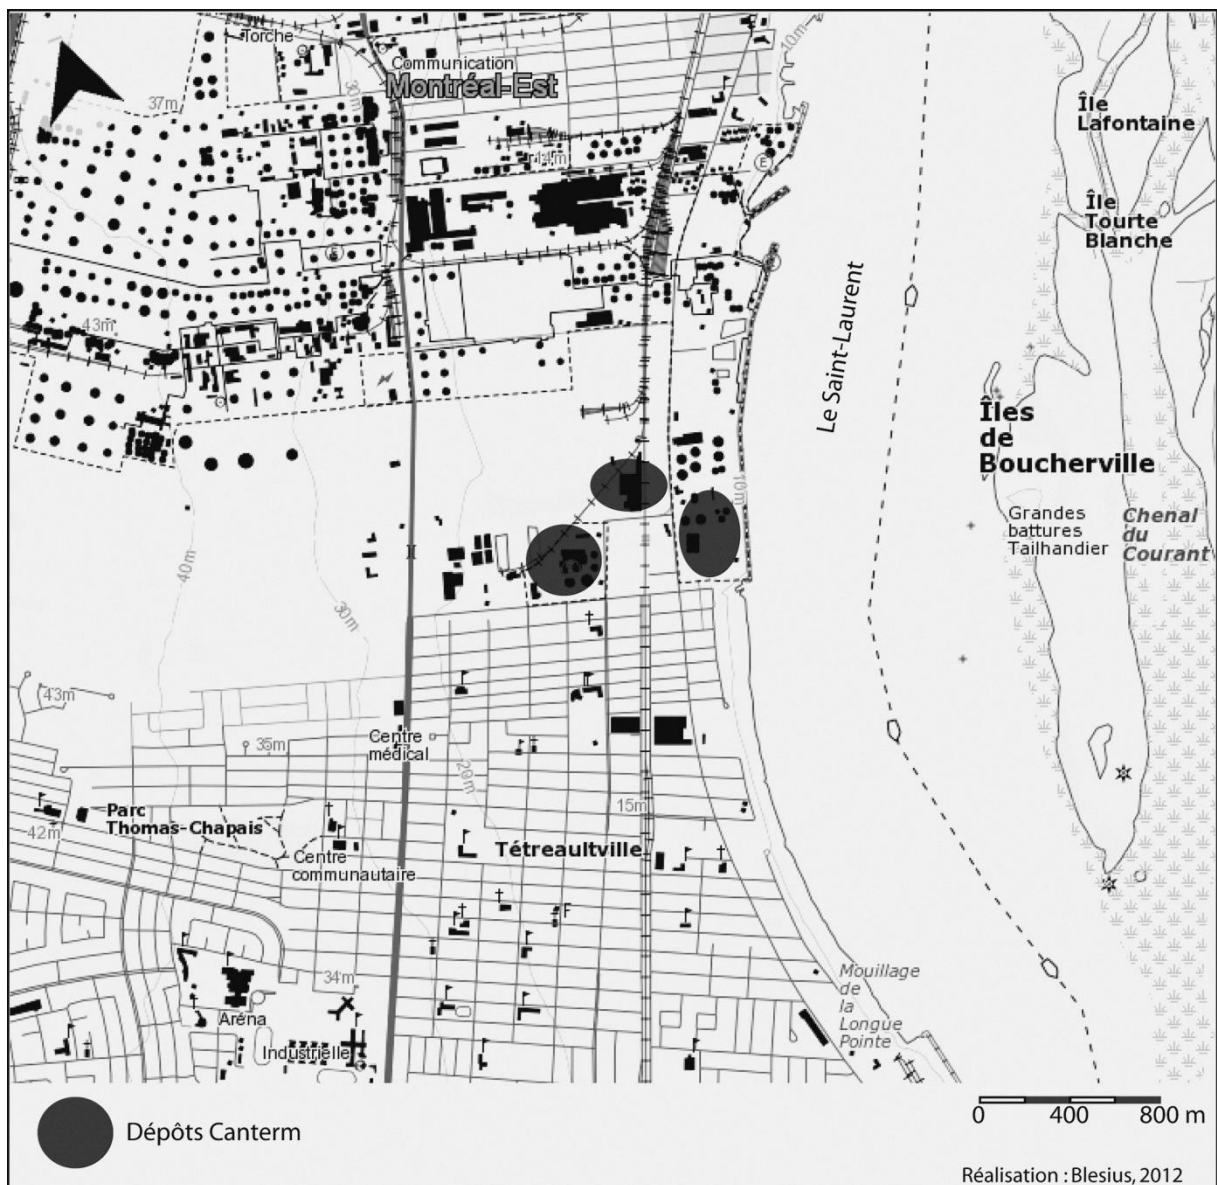 Torche
Communication
Montréal-Est
10m
30m
37m
14m
Île
Lafontaine
Île
Tourte
Blanche
E
E
43m
Le Saint-Laurent
Îles
de
Boucherville
10m
Grandes
battures
Tailhandier
Chenal
du
Courant
40m
30m
43m
35m
Centre
médical
20m
15m
Parc
Thomas-Chapais
42m
Centre
communautaire
Tétreaultville
34m
Mouillage
de
la
Longue
Pointe
Aréna
Industrielle
Dépôts Canterm
0 400 800 m
Réalisation : Blesius, 2012